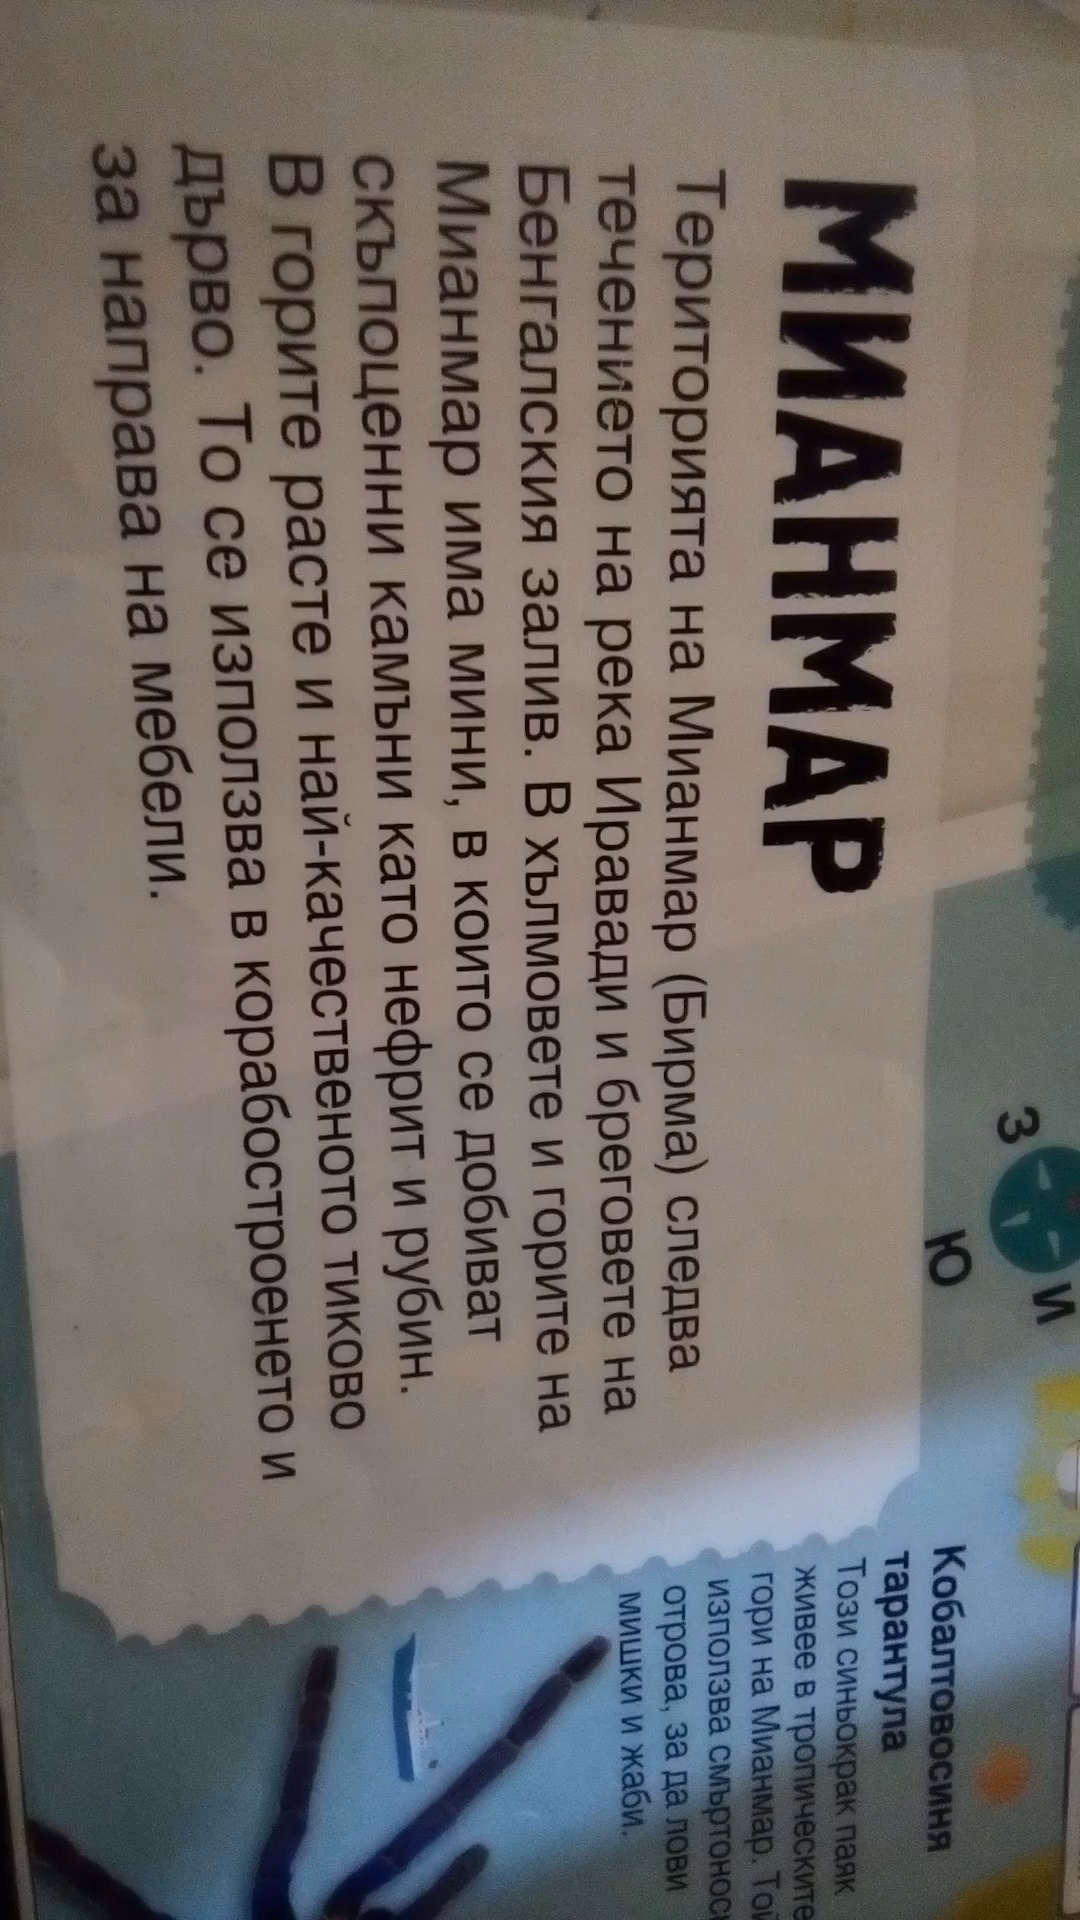 МИАНМАР
Територията на Мианмар (Бирма) следва
течението на река Иравади и бреговете на
Бенгалския залив. В хълмовете и горите на
Мианмар има мини, в които се добиват
скъпоценни камъни като нефрит и рубин.
В горите расте и най-качественото тиково
дърво. То се използва в корабостроенето и
за направа на мебели.
З
И
Ю
Кобалтовосиня
тарантула
Този синьокрак паяк
живее в тропическите
гори на Мианмар. Той
използва смъртонос
отрова, за да лови
мишки и жаби.